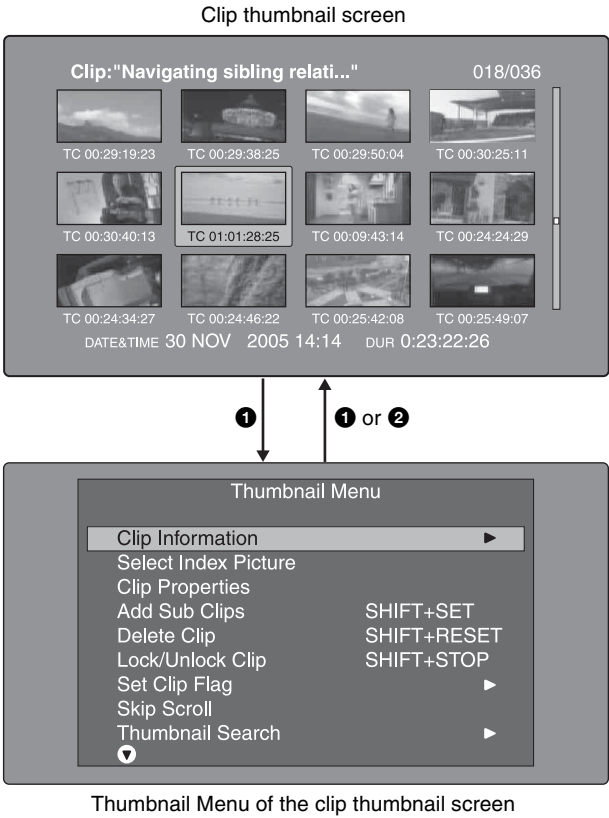 Clip thumbnail screen
Clip:"Navigating sibling relati..." 018/036
TC 00:29:19:23 TC 00:29:38:25 TC 00:29:50:04 TC 00:30:25:11
TC 00:30:40:13 TC 01:01:28:25 TC 00:09:43:14 TC 00:24:24:29
TC 00:24:34:27 TC 00:24:46:22 TC 00:25:42:08 TC 00:25:49:07
DATE&TIME 30 NOV 2005 14:14 DUR 0:23:22:26
❶ ❶ or ❷
Thumbnail Menu
Clip Information
Select Index Picture
Clip Properties
Add Sub Clips SHIFT+SET
Delete Clip SHIFT+RESET
Lock/Unlock Clip SHIFT+STOP
Set Clip Flag
Skip Scroll
Thumbnail Search
Thumbnail Menu of the clip thumbnail screen